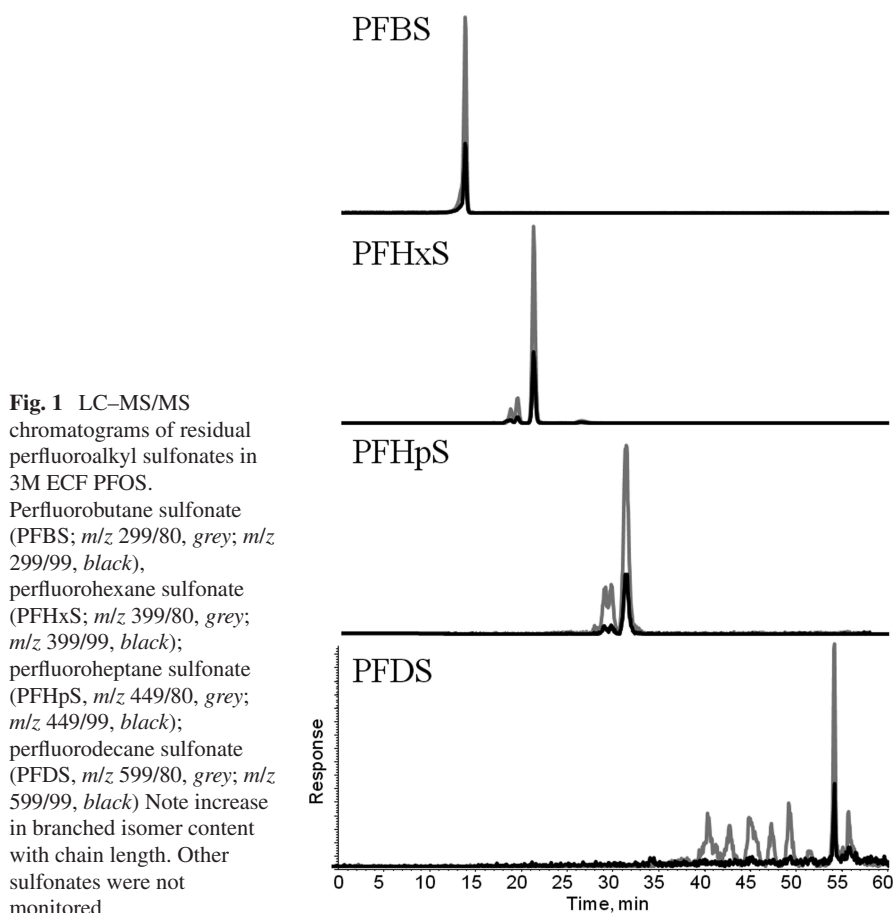 PFBS
PFHxS
PFHpS
PFDS
Response
0 5 10 15 20 25 30 35 40 45 50 55 60
Time, min
Fig. 1 LC–MS/MS
chromatograms of residual
perfluoroalkyl sulfonates in
3M ECF PFOS.
Perfluorobutane sulfonate
(PFBS; m/z 299/80, grey; m/z
299/99, black),
perfluorohexane sulfonate
(PFHxS; m/z 399/80, grey;
m/z 399/99, black);
perfluoroheptane sulfonate
(PFHpS, m/z 449/80, grey;
m/z 449/99, black);
perfluorodecane sulfonate
(PFDS, m/z 599/80, grey; m/z
599/99, black) Note increase
in branched isomer content
with chain length. Other
sulfonates were not
monitored